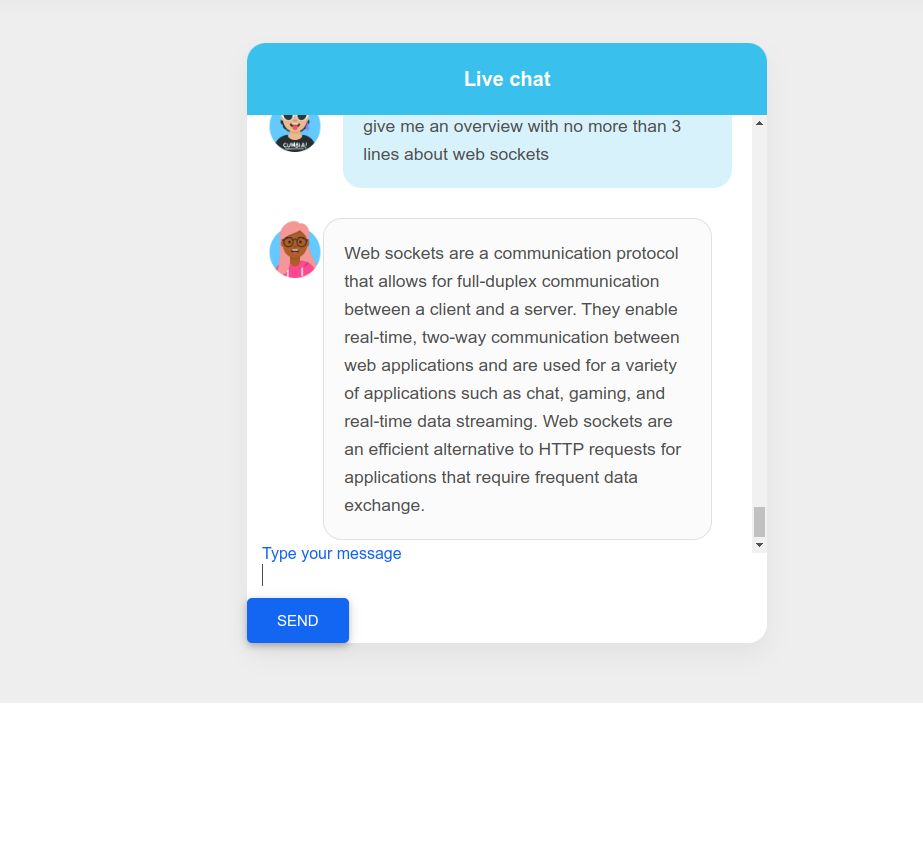 Live chat
CUMBIA!
give me an overview with no more than 3
lines about web sockets
Web sockets are a communication protocol
that allows for full-duplex communication
between a client and a server. They enable
real-time, two-way communication between
web applications and are used for a variety
of applications such as chat, gaming, and
real-time data streaming. Web sockets are
an efficient alternative to HTTP requests for
applications that require frequent data
exchange.
Type your message
SEND